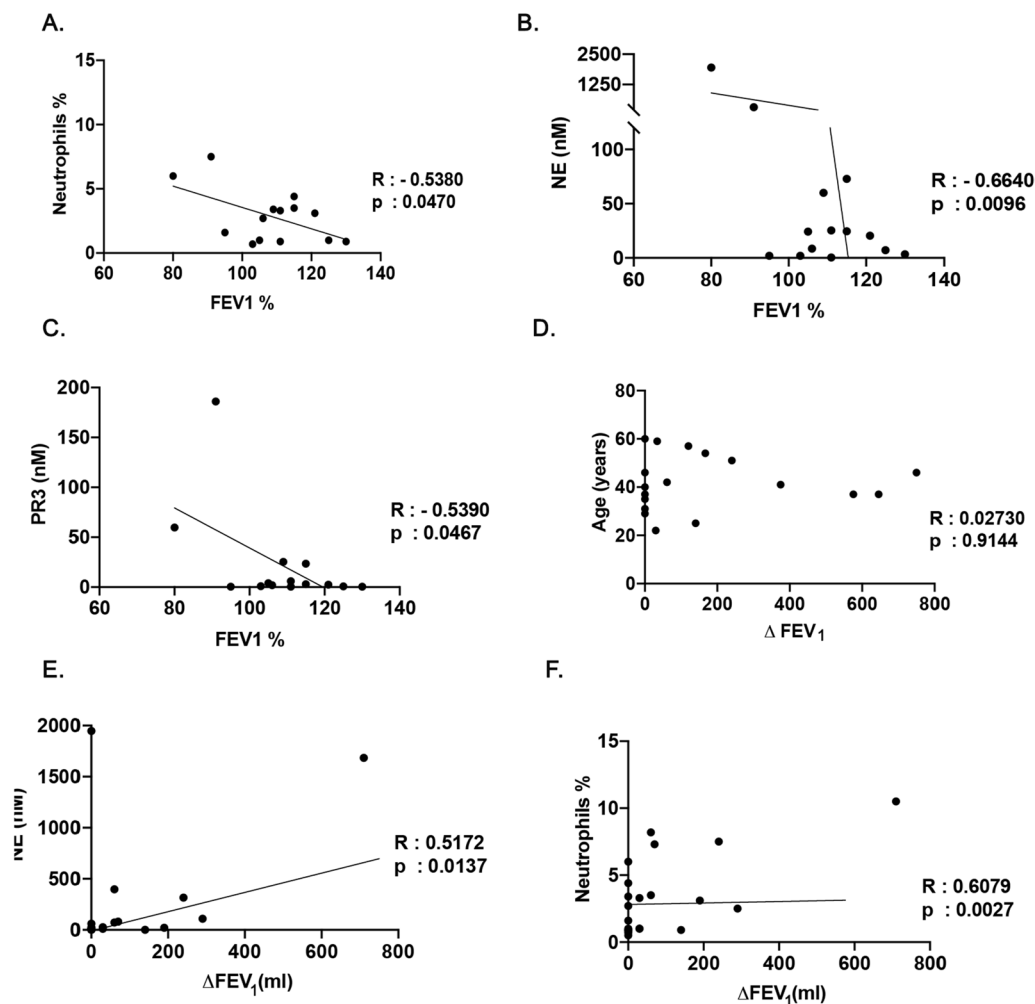 A.
15
10
5
0
60 80 100 120 140
Neutrophils %
FEV1 %
R : - 0.5380
p : 0.0470
B.
2500
1250
100
50
0
60 80 100 120 140
NE (nM)
FEV1 %
R : - 0.6640
p : 0.0096
C.
200
150
100
50
0
60 80 100 120 140
PR3 (nM)
FEV1 %
R : - 0.5390
p : 0.0467
D.
80
60
40
20
0
0 200 400 600 800
Age (years)
Δ FEV1
R : 0.02730
p : 0.9144
E.
2000
1500
1000
500
0
0 200 400 600 800
NE (nM)
ΔFEV1(ml)
R : 0.5172
p : 0.0137
F.
15
10
5
0
0 200 400 600 800
Neutrophils %
ΔFEV1(ml)
R : 0.6079
p : 0.0027